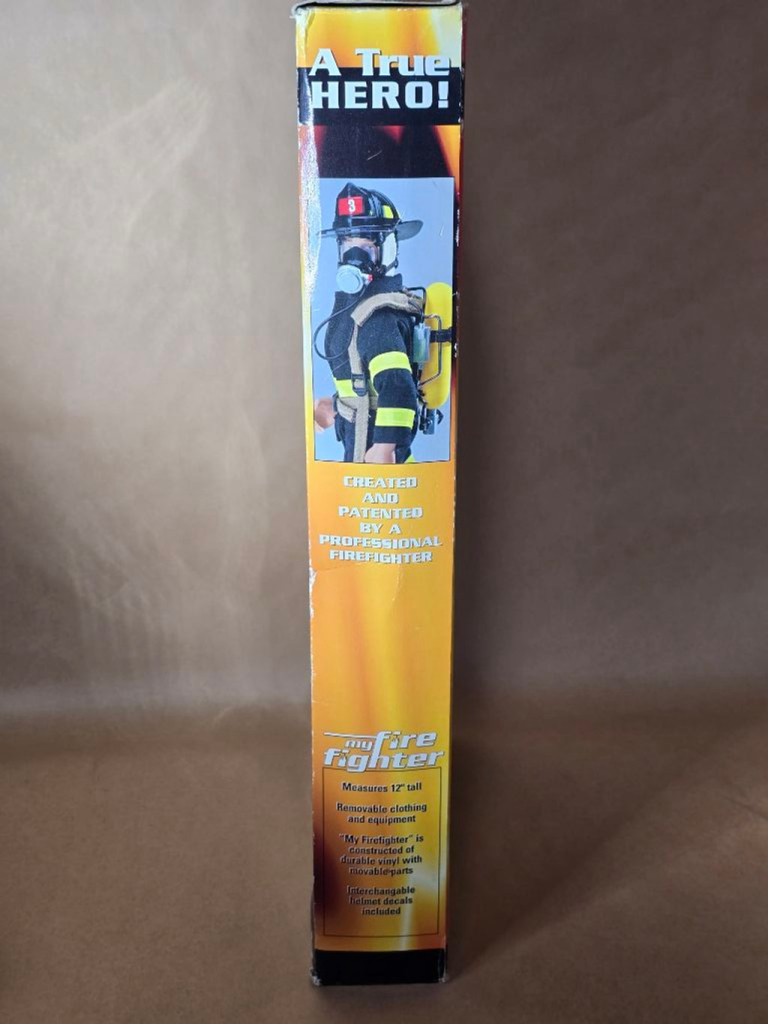 A True
HERO!
3
CREATED
AND
PATENTED
BY A
PROFESSIONAL
FIREFIGHTER
my fire
fighter
Measures 12" tall
Removable clothing
and equipment
"My Firefighter" is
constructed of
durable vinyl with
movable parts
Interchangable
helmet decals
included